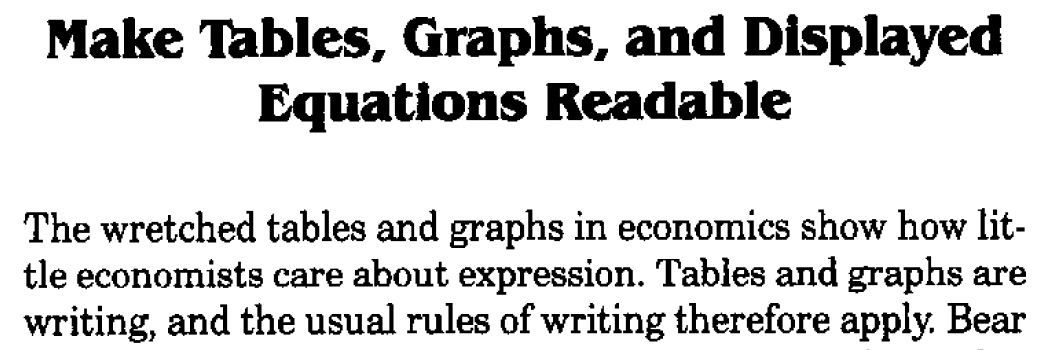 Make Tables, Graphs, and Displayed
Equations Readable
The wretched tables and graphs in economics show how lit-
tle economists care about expression. Tables and graphs are
writing, and the usual rules of writing therefore apply. Bear